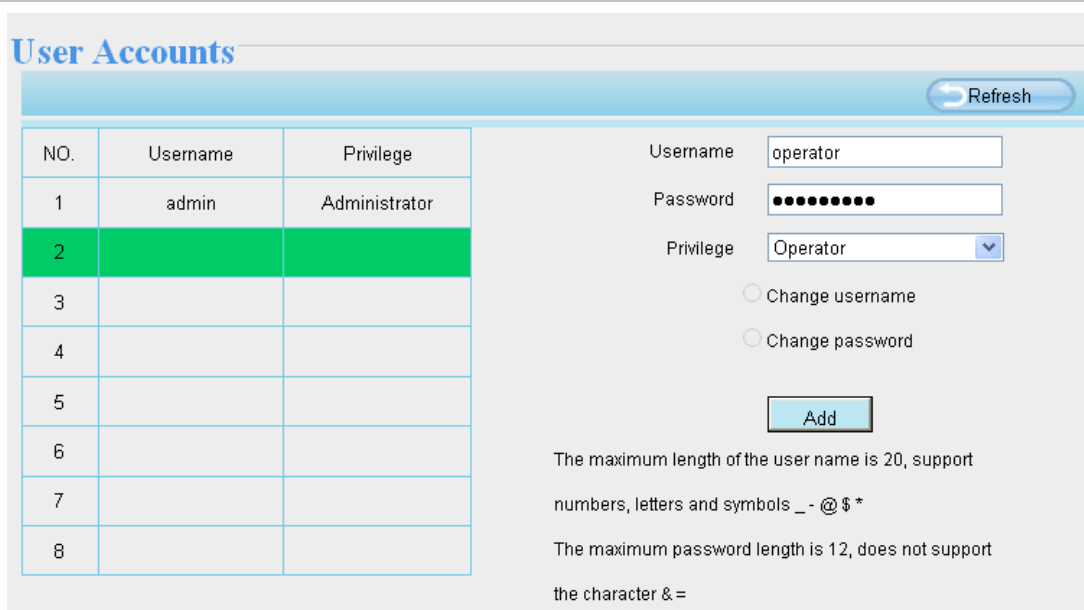 User Accounts
Refresh
NO. Username Privilege
1 admin Administrator
2
3
4
5
6
7
8
Username operator
Password ●●●●●●●●●
Privilege Operator
Change username
Change password
Add
The maximum length of the user name is 20, support
numbers, letters and symbols _ - @ $ *
The maximum password length is 12, does not support
the character & =